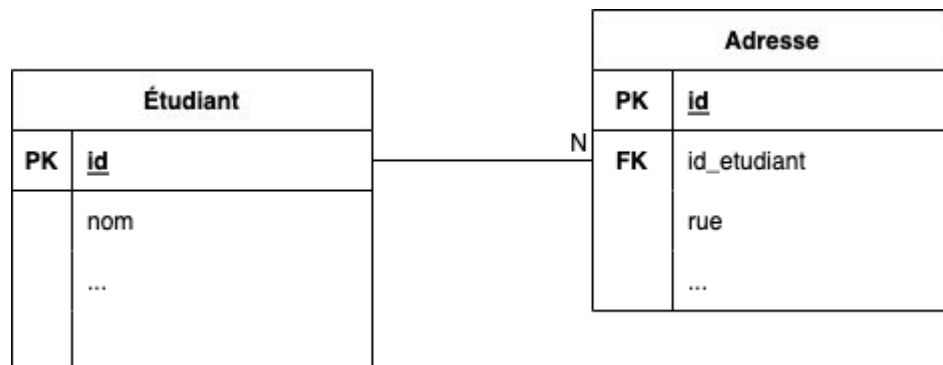 Étudiant
PK id
nom
...
N
Adresse
PK id
FK id_etudiant
rue
...